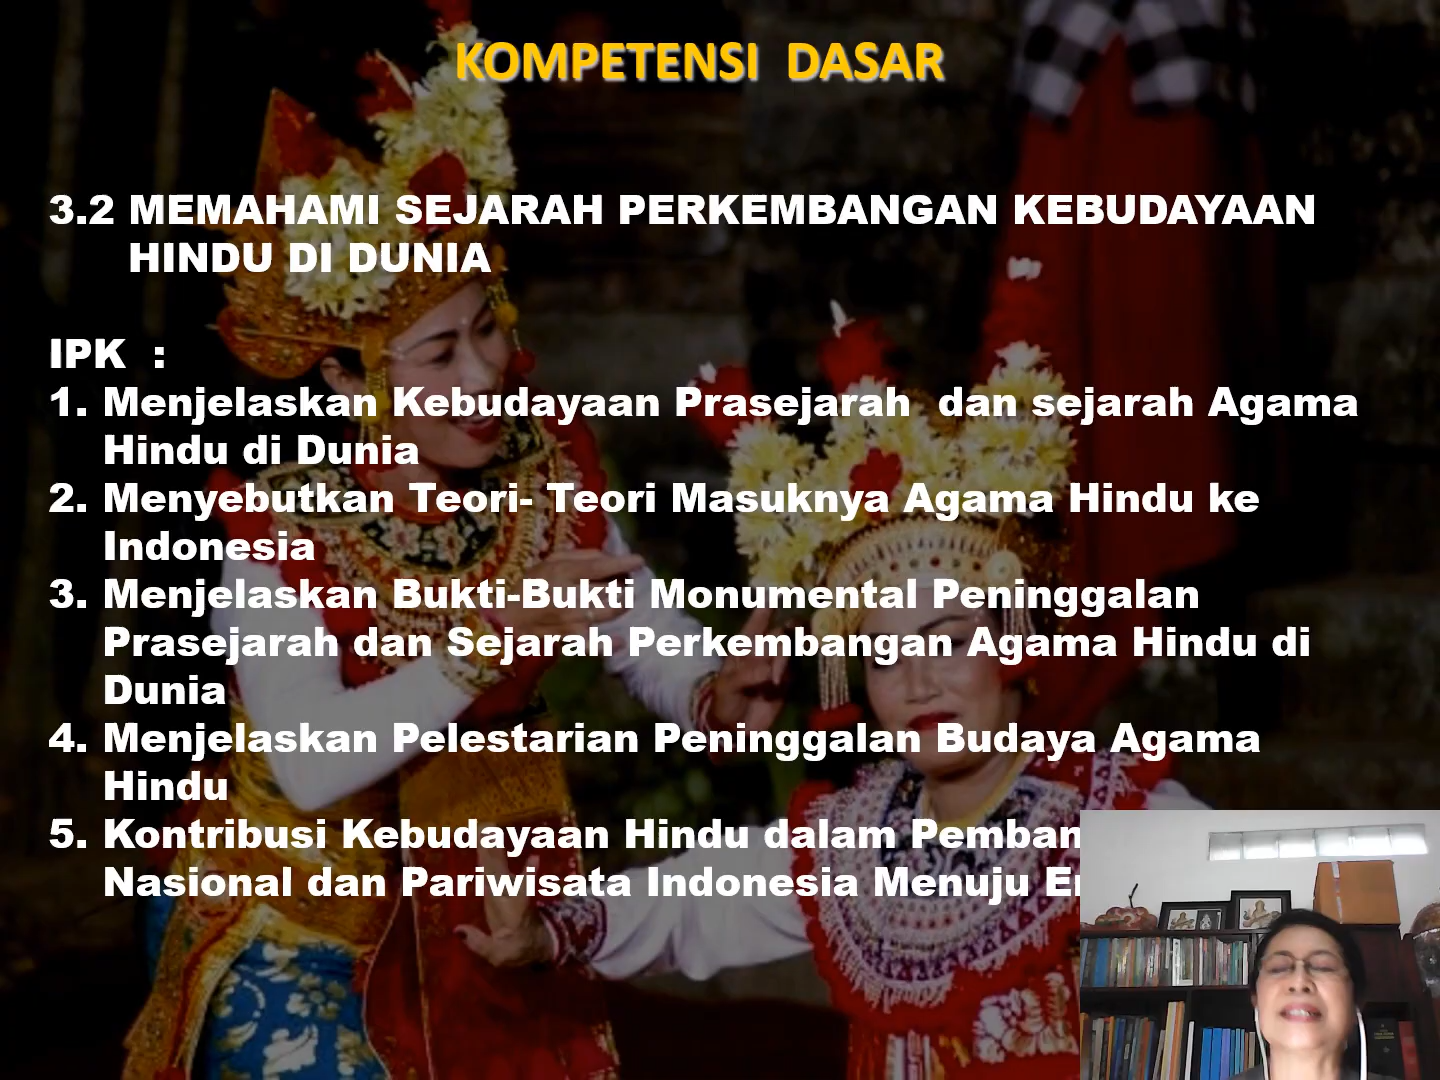 KOMPETENSI DASAR
3.2 MEMAHAMI SEJARAH PERKEMBANGAN KEBUDAYAAN
HINDU DI DUNIA
IPK :
1. Menjelaskan Kebudayaan Prasejarah dan sejarah Agama
Hindu di Dunia
2. Menyebutkan Teori- Teori Masuknya Agama Hindu ke
Indonesia
3. Menjelaskan Bukti-Bukti Monumental Peninggalan
Prasejarah dan Sejarah Perkembangan Agama Hindu di
Dunia
4. Menjelaskan Pelestarian Peninggalan Budaya Agama
Hindu
5. Kontribusi Kebudayaan Hindu dalam
Nasional dan Pariwisata Indonesia Menuju